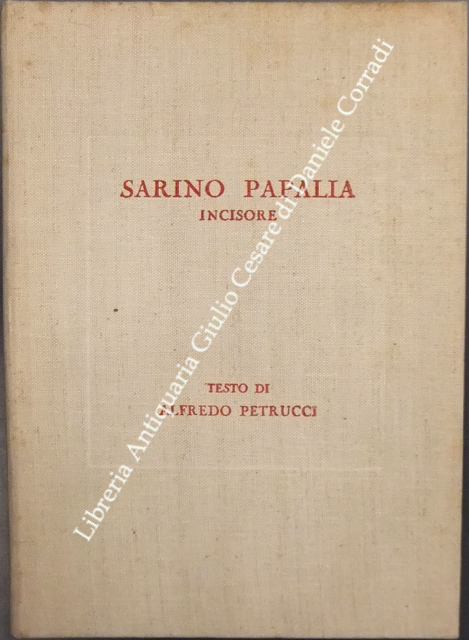 SARINO PAPALIA
INCISORE
TESTO DI
ALFREDO PETRUCCI
Libreria Antiquaria Giulio Cesare di Daniele Corradi